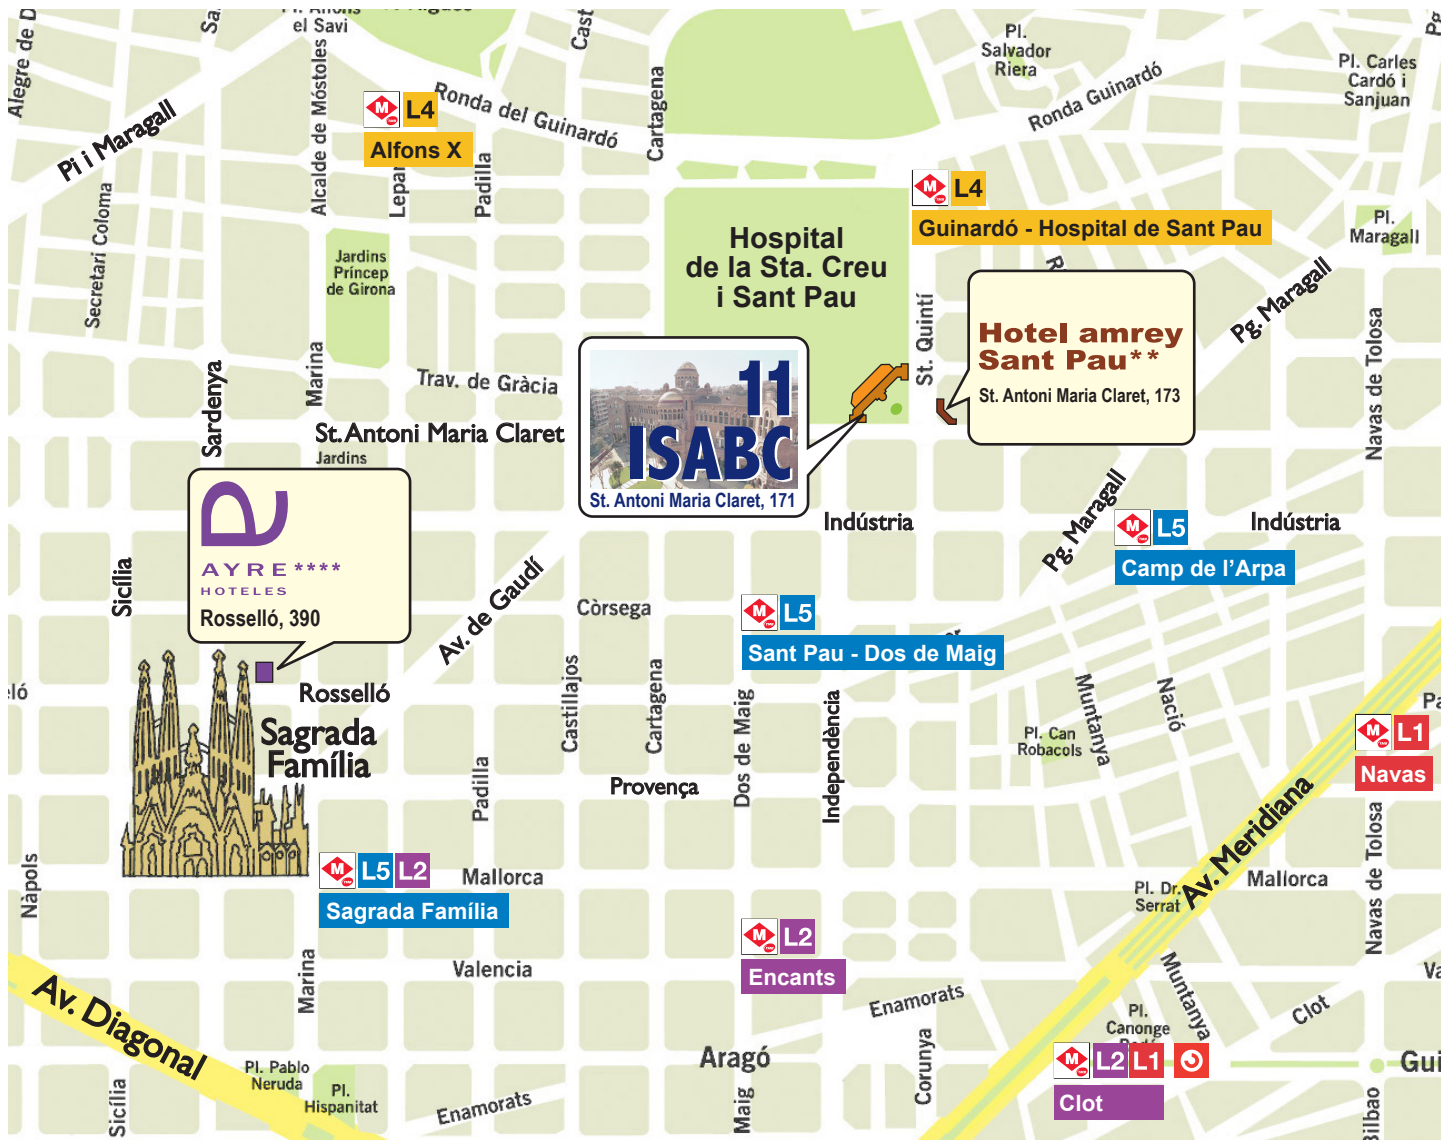 el Savi
Alegre de D
Pi i Maragall
Alcalde de Móstoles
M
L4
Alfons X
Ronda del Guinardó
Cartagena
Padilla
Pl.
Salvador
Riera
Ronda Guinardó
Pl. Carles
Cardó i
Sanjuan
M
L4
Guinardó - Hospital de Sant Pau
Pl.
Maragall
Secretari Coloma
Jardins
Príncep
de Girona
Hospital
de la Sta. Creu
i Sant Pau
St. Quintí
Pg. Maragall
Navas de Tolosa
Hotel amrey
Sant Pau**
St. Antoni Maria Claret, 173
Sardenya
Marina
Trav. de Gràcia
St. Antoni Maria Claret
Jardins
11
ISABC
St. Antoni Maria Claret, 171
AYRE ****
HOTELES
Rosselló, 390
Sicília
Av. de Gaudí
Indústria
Pg. Maragall
M
L5
Camp de l'Arpa
Indústria
Còrsega
M
L5
Sant Pau - Dos de Maig
Rosselló
Sagrada
Família
Castillejos
Cartagena
Dos de Maig
Independència
Muntanya
Nació
Pl. Can
Robacols
M
L1
Navas
Padilla
Provença
Av. Meridiana
Navas de Tolosa
Nàpols
M
L5
L2
Sagrada Família
Mallorca
Pl. Dr.
Serrat
Mallorca
M
L2
Encants
Marina
Valencia
Enamorats
Muntanya
Clot
Av. Diagonal
Aragó
Corunya
Pl.
Canonge
M
L2
L1
Clot
Gui
Pl. Pablo
Neruda
Pl.
Hispanitat
Enamorats
Sicília
Maig
Bilbao